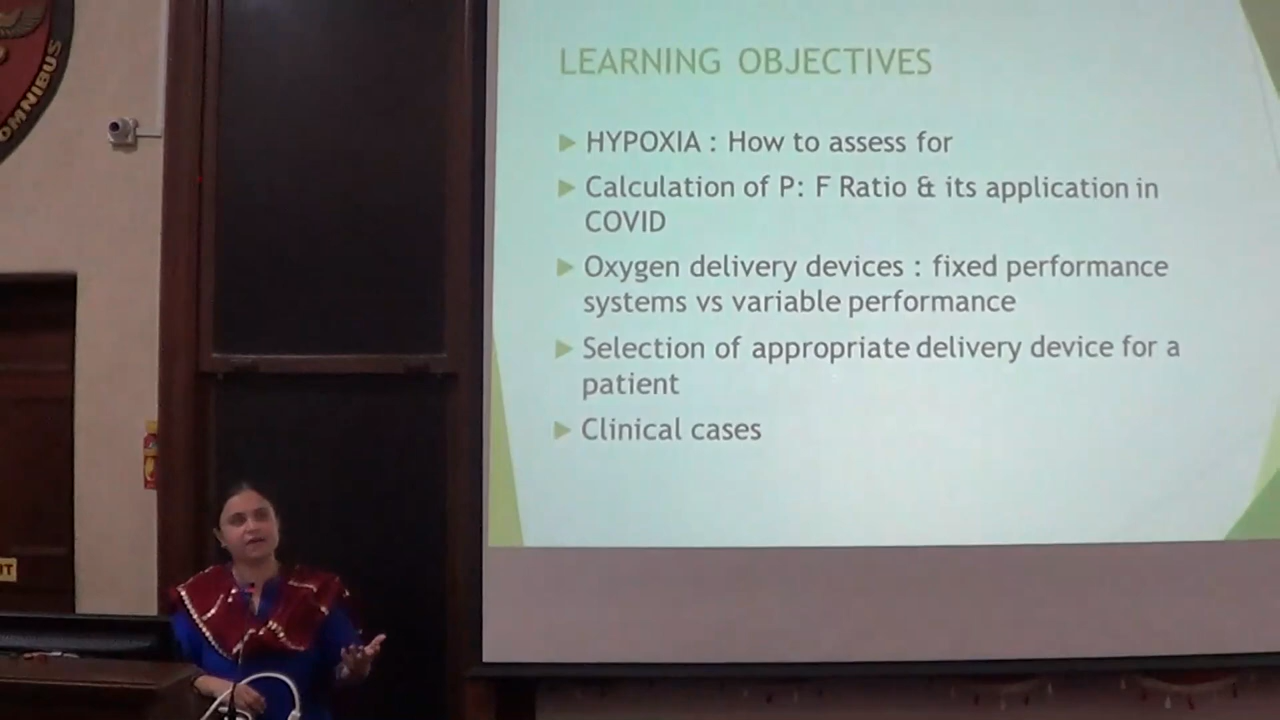 OMNIBUS
LEARNING OBJECTIVES
HYPOXIA : How to assess for
Calculation of P: F Ratio & its application in
COVID
Oxygen delivery devices : fixed performance
systems vs variable performance
Selection of appropriate delivery device for a
patient
Clinical cases